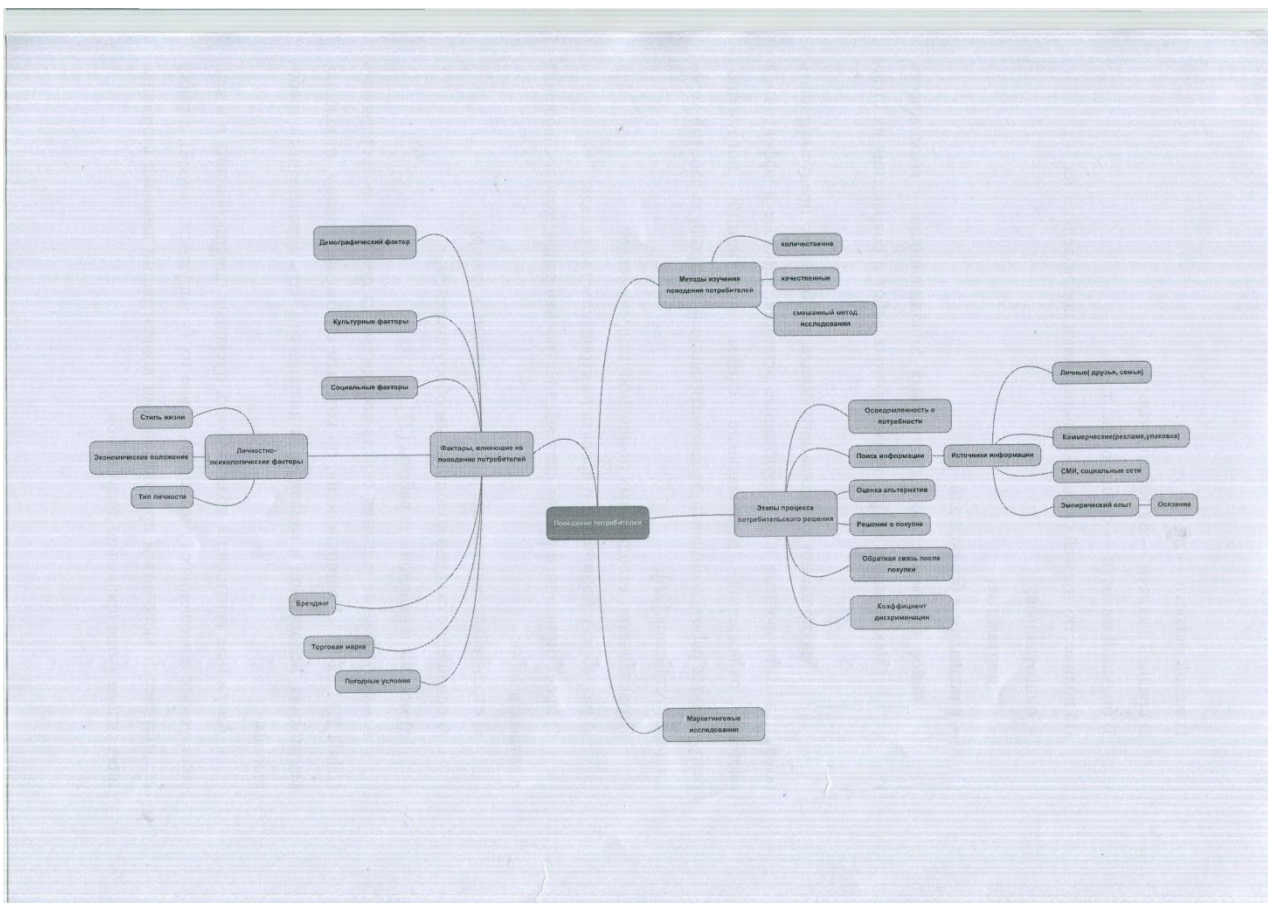 Демографический фактор
Культурные факторы
Социальные факторы
Стиль жизни
Экономическое положение
Тип личности
Личностно-
психологические факторы
Факторы, влияющие на
поведение потребителей
Брендинг
Торговая марка
Погодные условия
Поведение потребителей
Методы изучения
поведения потребителей
количественне
качественные
смешанный метод
исследования
Этапы процесса
потребительского решения
Осведомленность о
потребности
Поиск информации
Оценка альтернатив
Решение о покупке
Обратная связь после
покупки
Коэффициент
дискриминации
Источники информации
Личные( друзья, семья)
Коммерческие(реклама,упаковка)
СМИ, социальные сети
Эмпирический опыт
Осязание
Маркетинговые
исследования